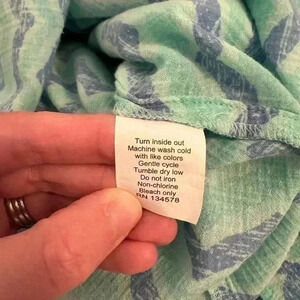 Turn inside out
Machine wash cold
with like colors
Gentle cycle
Tumble dry low
Do not iron
Non-chlorine
Bleach only
RN 134578